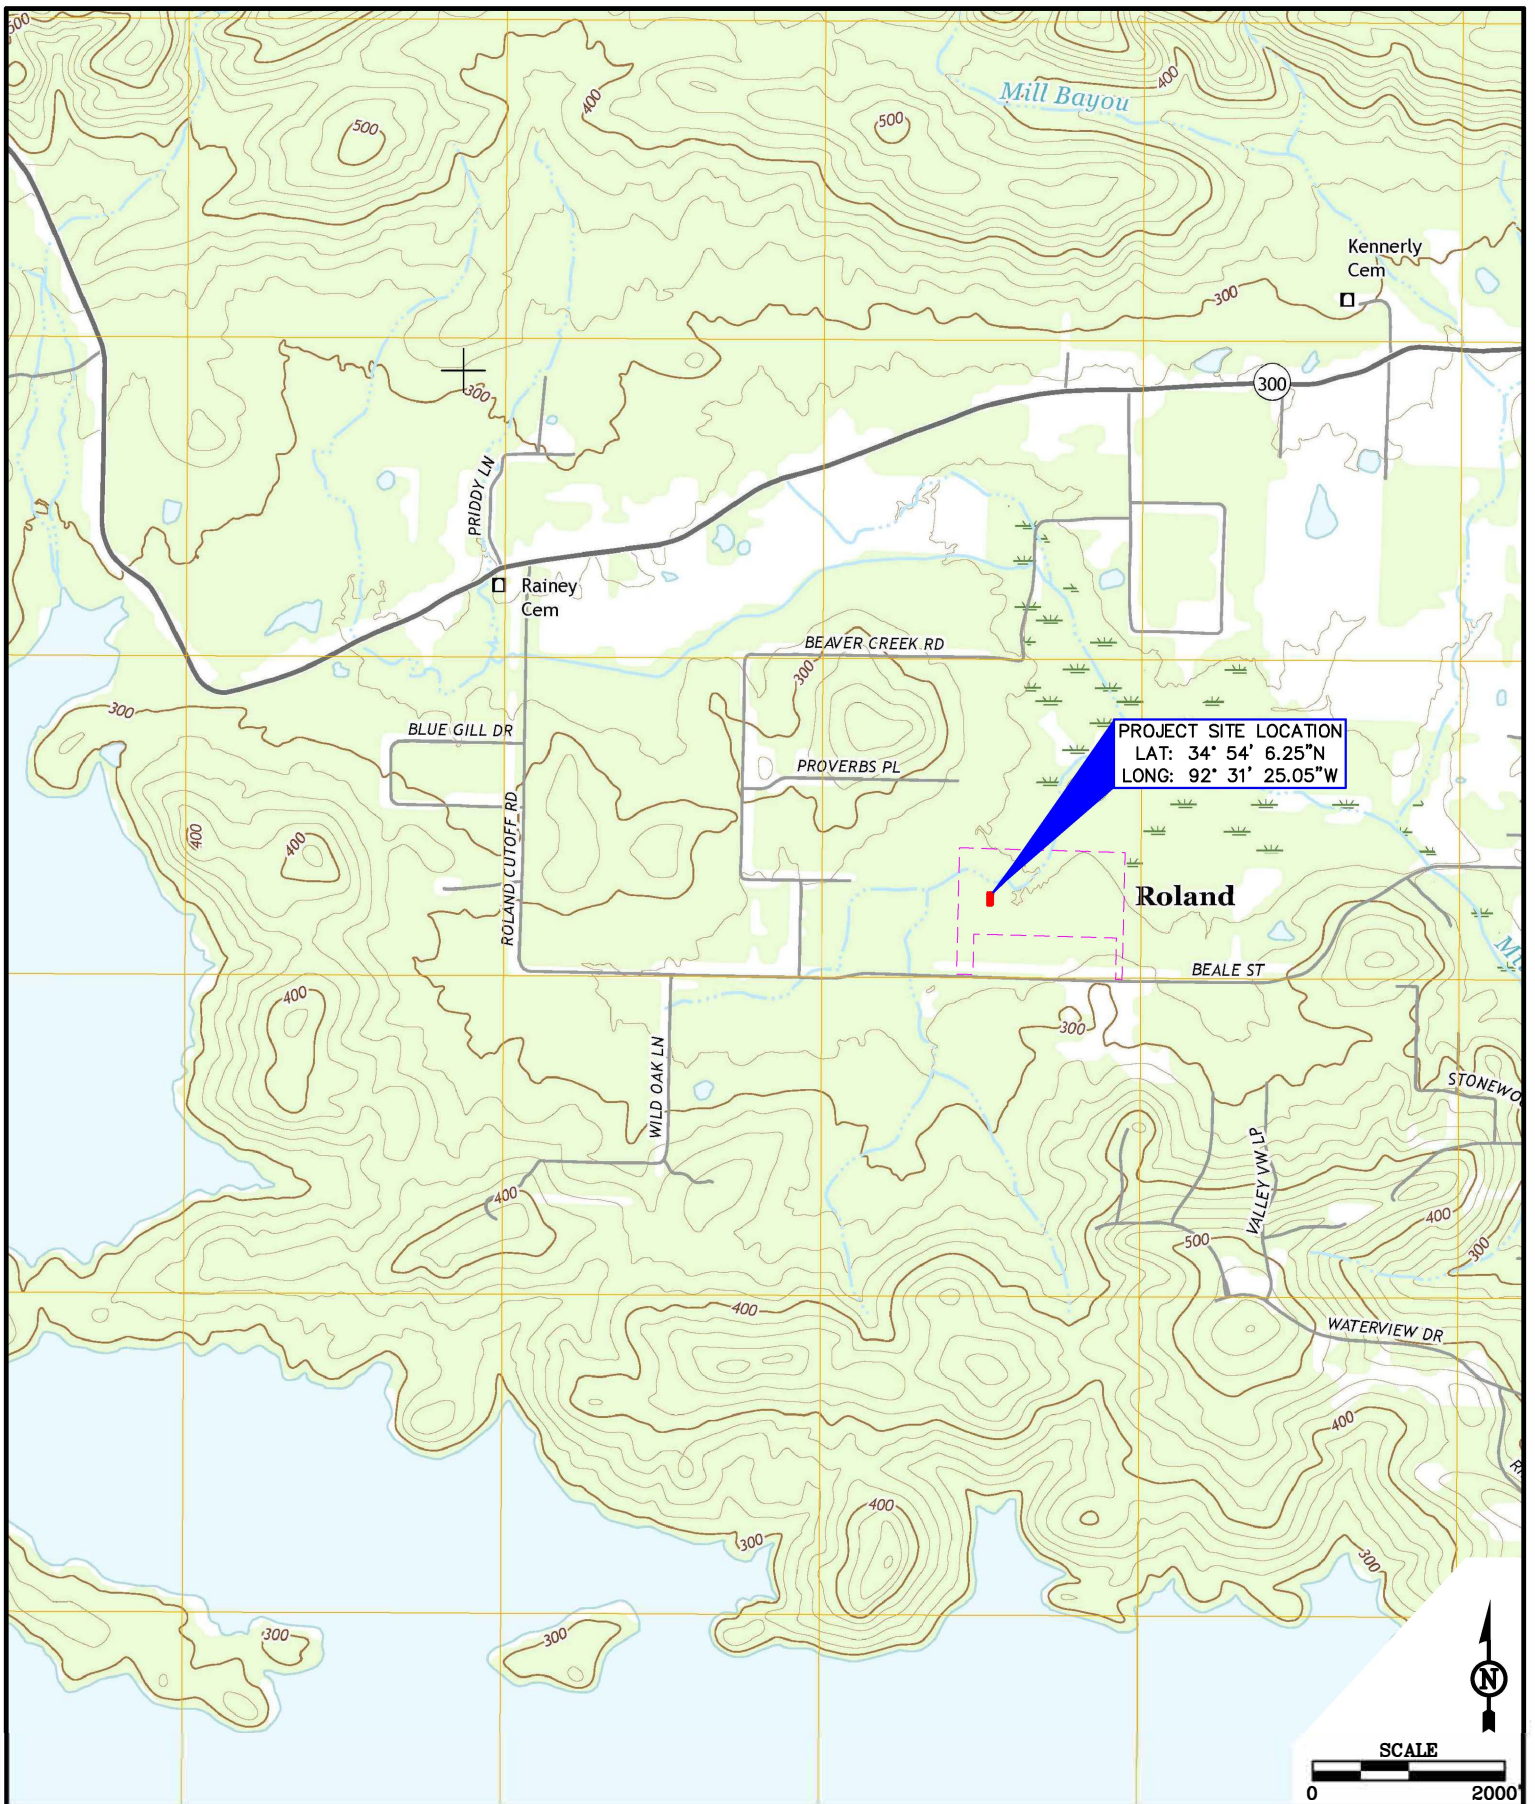 500
400
Mill Bayou
400
500
500
Kennerly
Cem
300
300
300
PRIDDY LN
Rainey
Cem
BEAVER CREEK RD
300
300
BLUE GILL DR
PROJECT SITE LOCATION
LAT: 34° 54' 6.25"N
LONG: 92° 31' 25.05"W
PROVERBS PL
ROLAND CUTOFF RD
400
400
Roland
BEALE ST
400
300
WILD OAK LN
STONEWO
VALLEY VW LP
400
400
500
300
400
WATERVIEW DR
400
400
300
300
300
300
N
SCALE
0 2000'